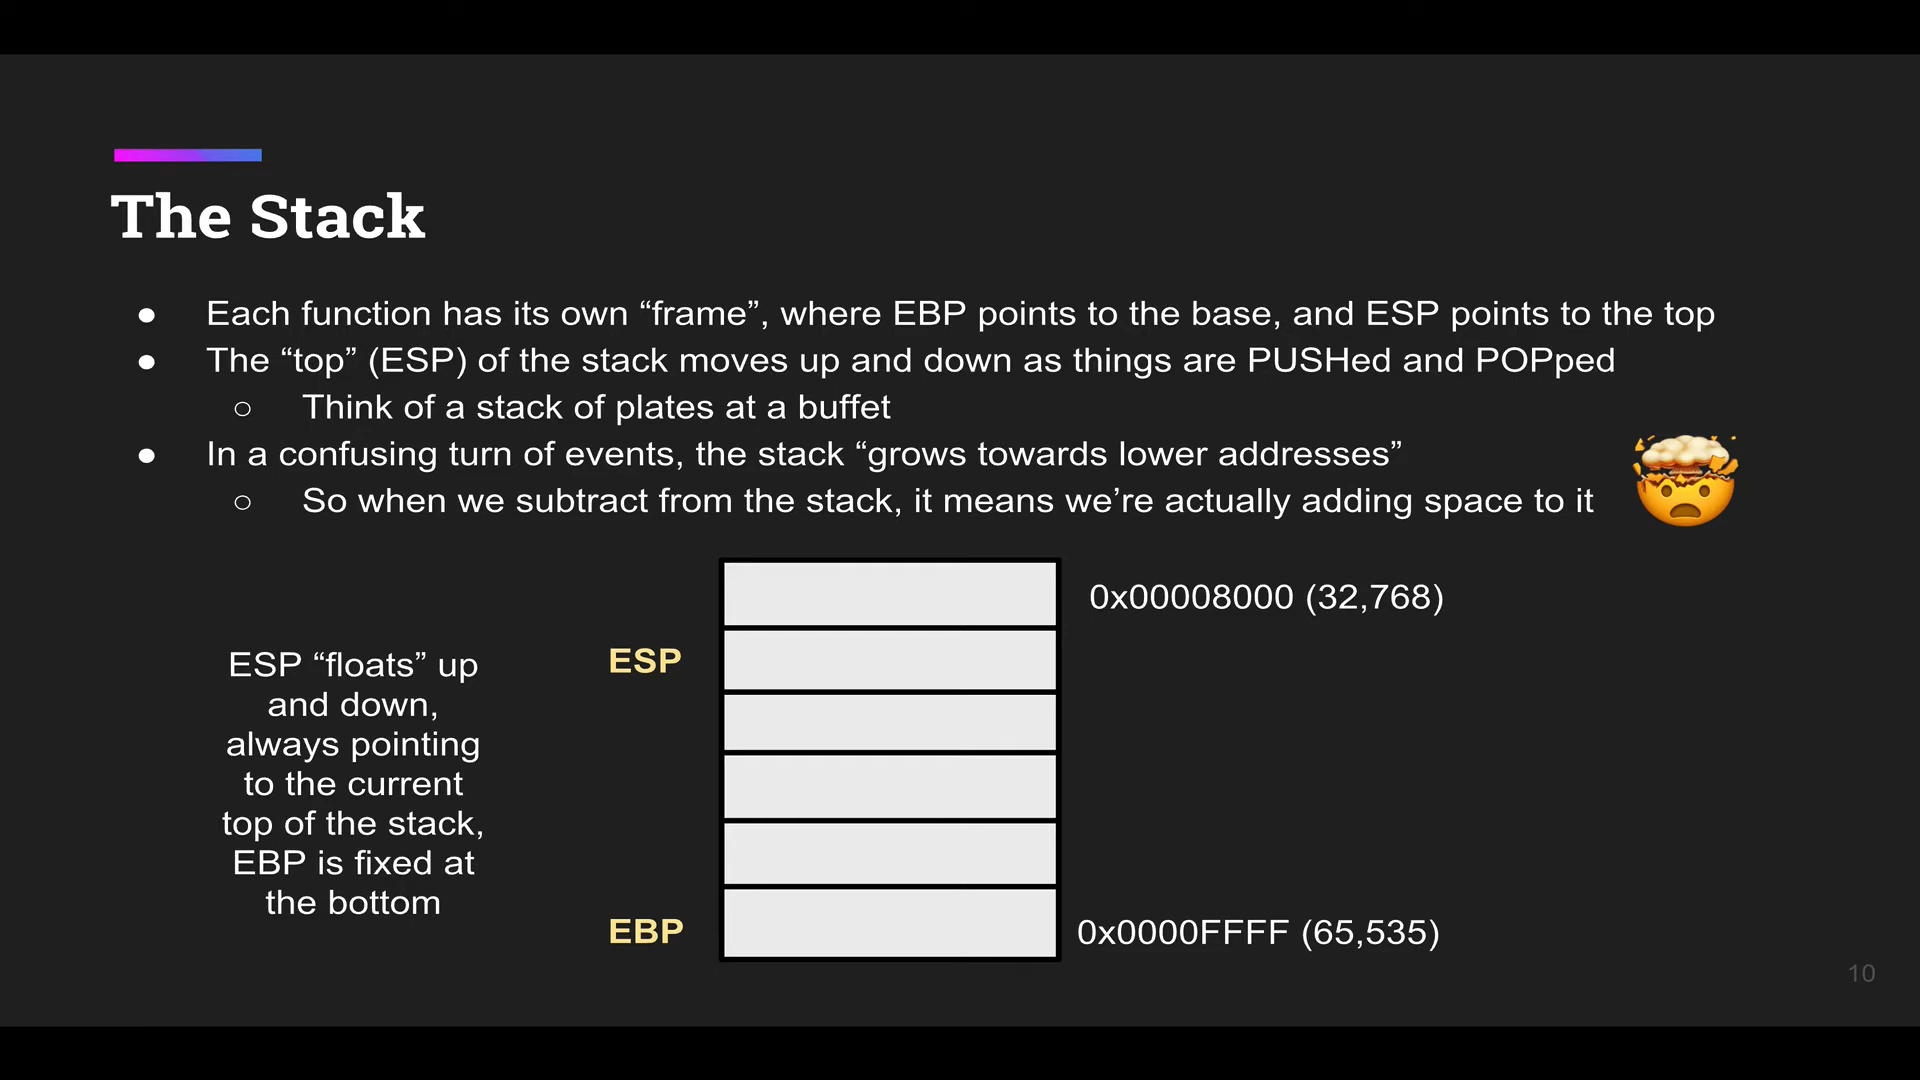 The Stack
● Each function has its own “frame”, where EBP points to the base, and ESP points to the top
● The “top” (ESP) of the stack moves up and down as things are PUSHed and POPped
○ Think of a stack of plates at a buffet
● In a confusing turn of events, the stack “grows towards lower addresses”
○ So when we subtract from the stack, it means we’re actually adding space to it
0x00008000 (32,768)
ESP “floats” up
and down,
always pointing
to the current
top of the stack,
EBP is fixed at
the bottom
ESP
EBP
0x0000FFFF (65,535)
10